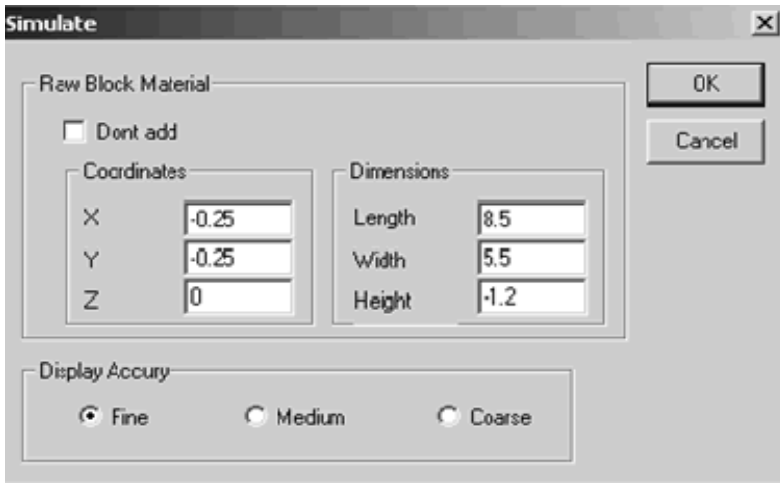 Simulate
Raw Block Material
OK
Dont add
Cancel
Coordinates
Dimensions
X -0.25
Length 8.5
Y -0.25
Width 5.5
Z 0
Height -1.2
Display Accury
Fine Medium Coarse